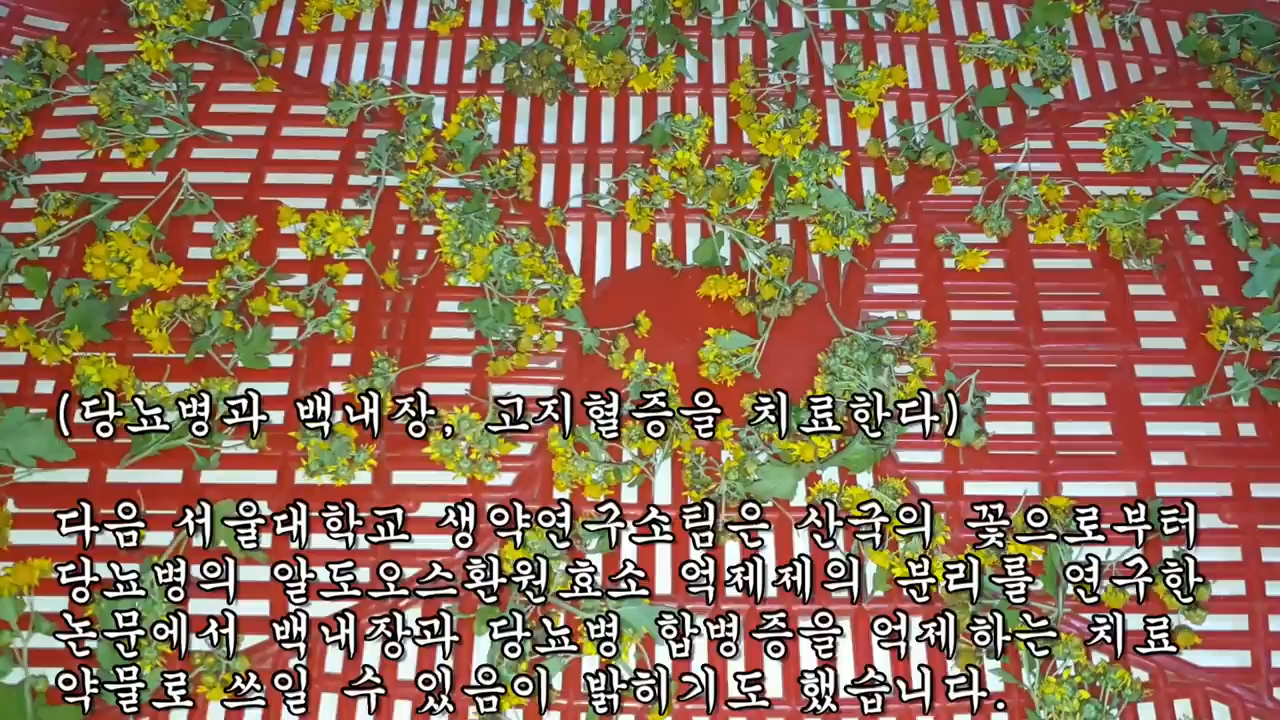 (당뇨병과 백내장, 고지혈증을 치료한다)
다음 서울대학교 생약연구소팀은 산국의 꽃으로부터
당뇨병의 알도오스환원효소 억제제의 분리를 연구한
논문에서 백내장과 당뇨병 합병증을 억제하는 치료
약물로 쓰일 수 있음이 밝히기도 했습니다.